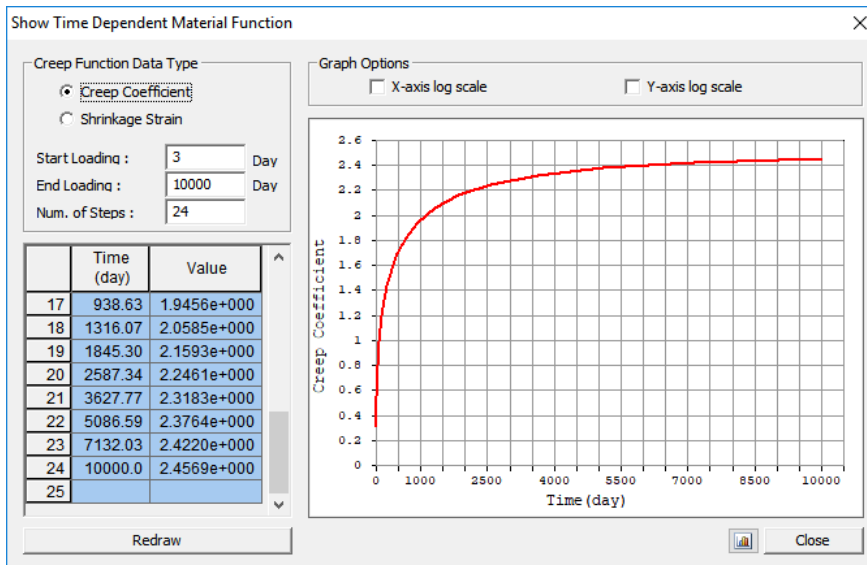 Show Time Dependent Material Function
Creep Function Data Type
Creep Coefficient
Shrinkage Strain
Start Loading : 3 Day
End Loading : 10000 Day
Num. of Steps : 24
Time (day) Value
17 938.63 1.9456e+000
18 1316.07 2.0585e+000
19 1845.30 2.1593e+000
20 2587.34 2.2461e+000
21 3627.77 2.3183e+000
22 5086.59 2.3764e+000
23 7132.03 2.4220e+000
24 10000.0 2.4569e+000
25
Redraw
Graph Options
X-axis log scale Y-axis log scale
Creep Coefficient
2.6
2.4
2.2
2
1.8
1.6
1.4
1.2
1
0.8
0.6
0.4
0.2
0
0 1000 2500 4000 5500 7000 8500 10000
Time(day)
Close